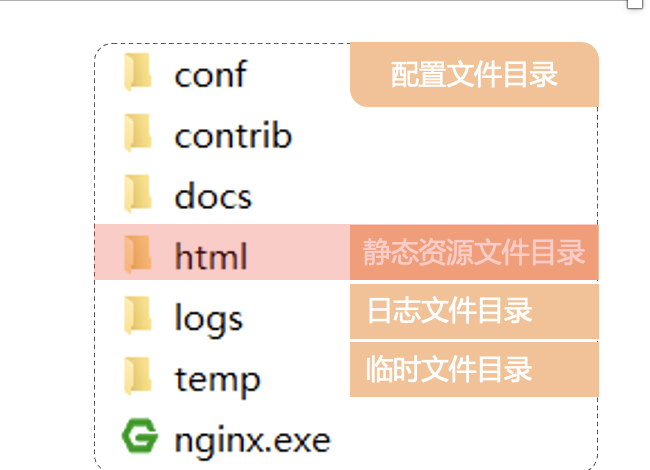 conf 配置文件目录
contrib
docs
html 静态资源文件目录
logs 日志文件目录
temp 临时文件目录
nginx.exe